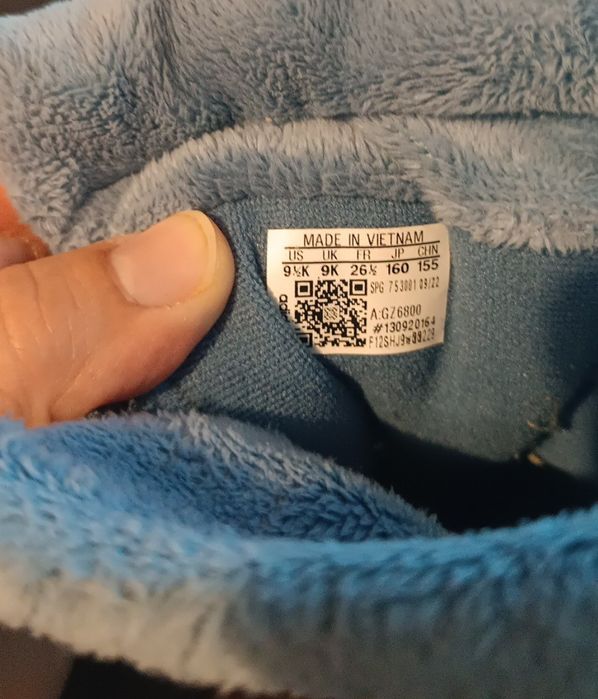 MADE IN VIETNAM
US UK FR JP CHN
9½K 9K 26½ 160 155
SPG 753001 09/22
A:GZ6800
#130920164